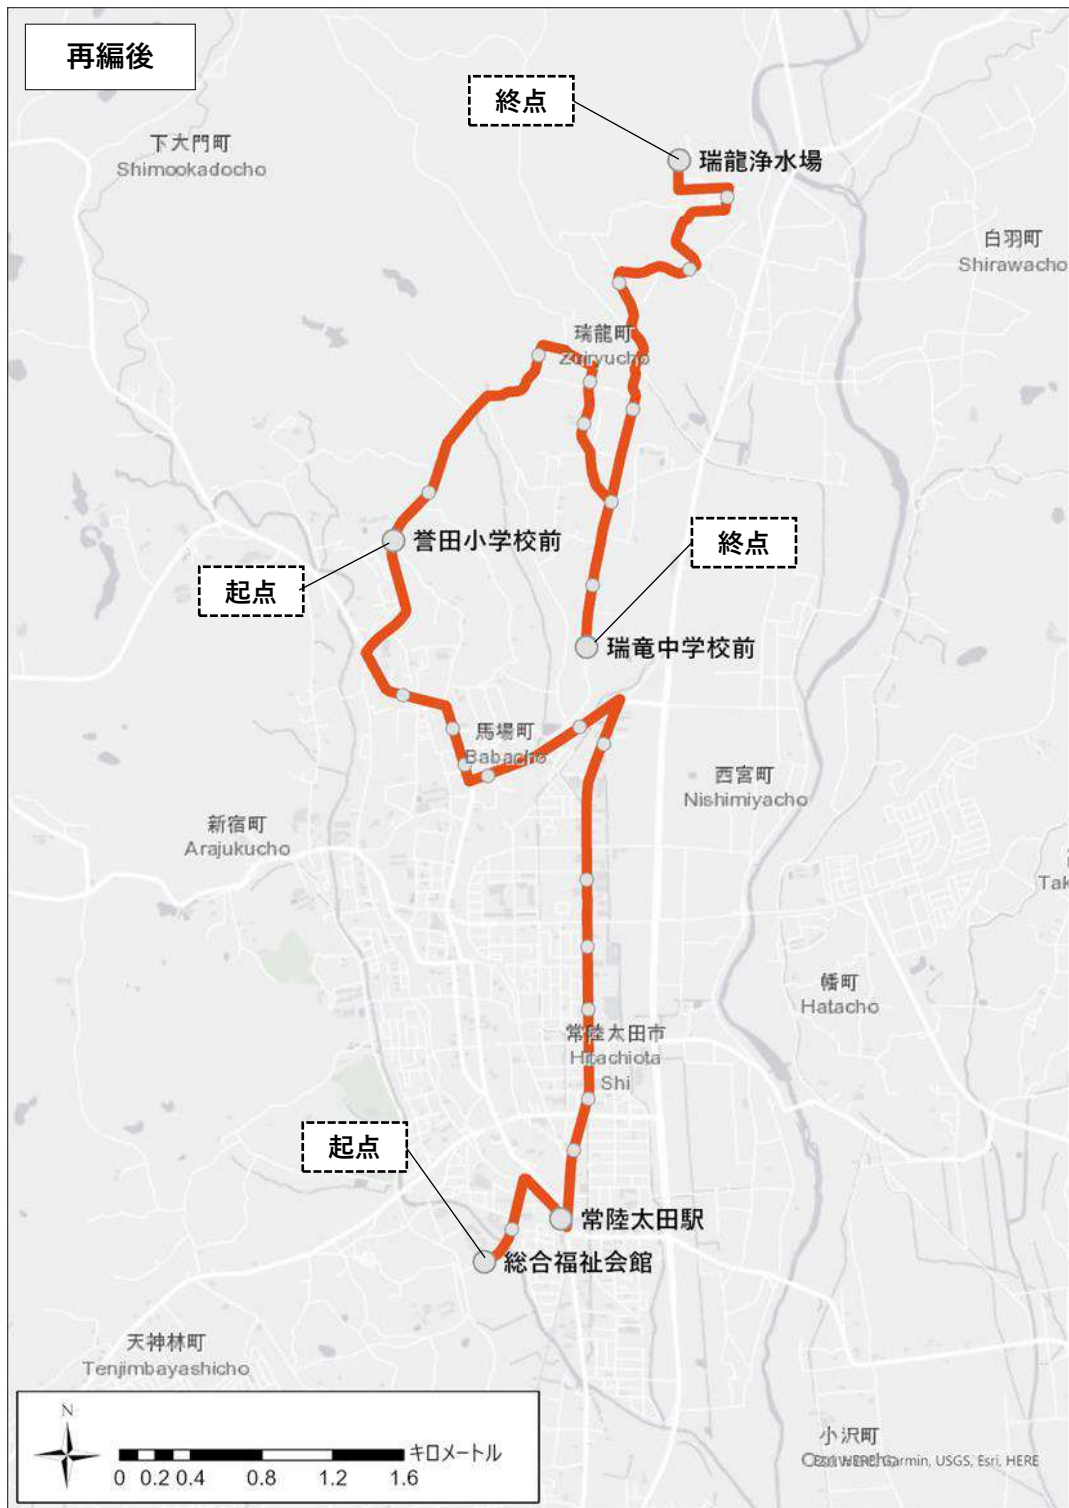 再編後
終点
下大門町
Shimookadocho
瑞龍浄水場
白羽町
Shirawacho
瑞龍町
Zuiryucho
誉田小学校前
終点
起点
瑞竜中学校前
馬場町
Babacho
西宮町
Nishimiyacho
新宿町
Arajukucho
Tak
幡町
Hatacho
常陸太田市
Hitachiota
Shi
起点
常陸太田駅
総合福祉会館
天神林町
Tenjimbayashicho
N
キロメートル
0 0.2 0.4 0.8 1.2 1.6
小沢町
Esri, HERE, Garmin, USGS, Esri, HERE